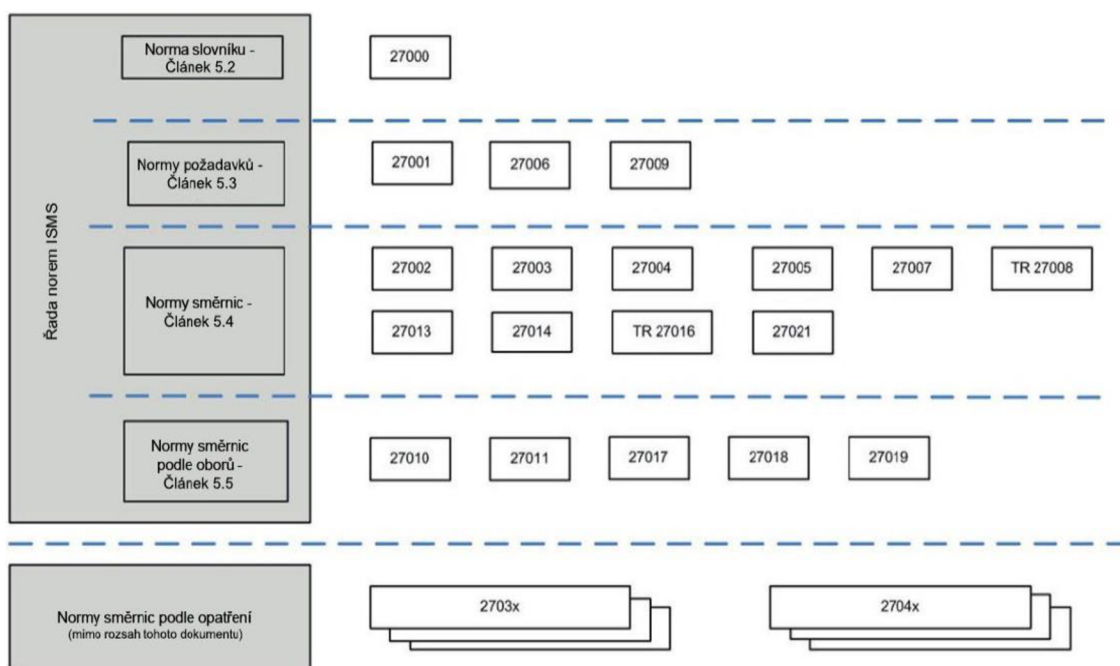 Řada norem ISMS
Norma slovníku -
Článek 5.2
27000
Normy požadavků -
Článek 5.3
27001 27006 27009
Normy směrnic -
Článek 5.4
27002 27003 27004 27005 27007 TR 27008
27013 27014 TR 27016 27021
Normy směrnic
podle oborů -
Článek 5.5
27010 27011 27017 27018 27019
Normy směrnic podle opatření
(mimo rozsah tohoto dokumentu)
2703x 2704x